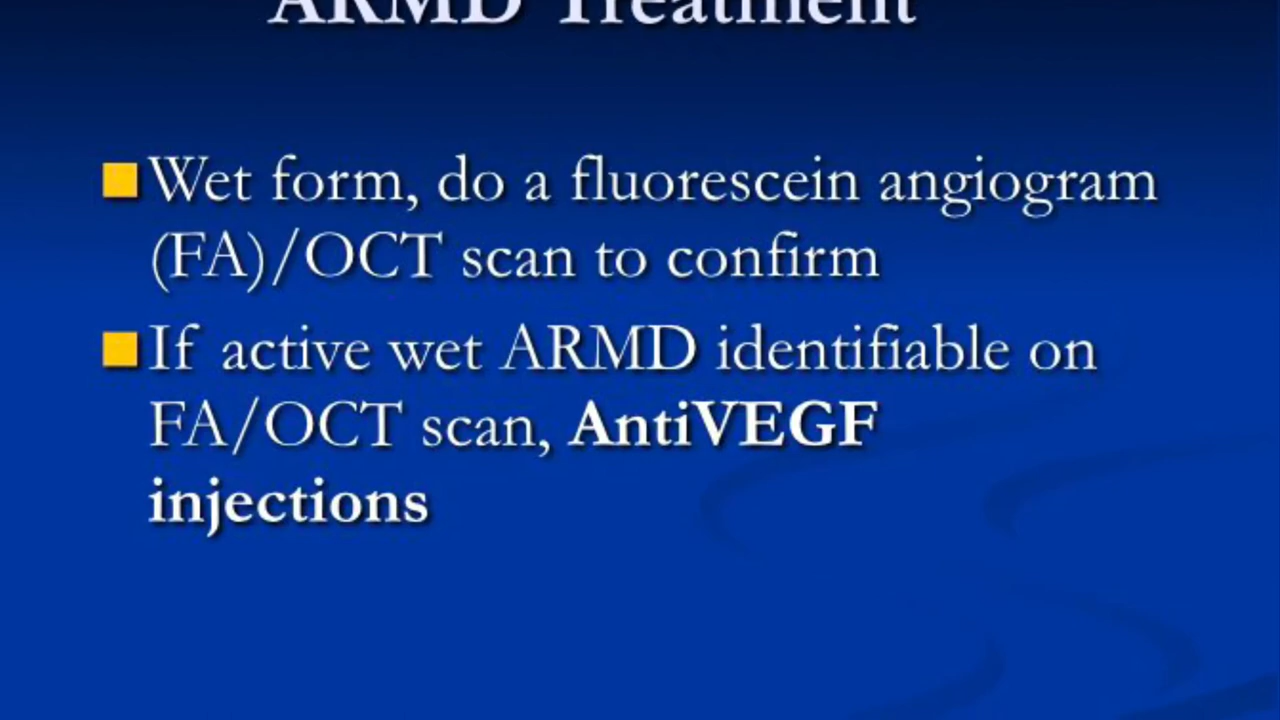 ARMD Treatment
Wet form, do a fluorescein angiogram
(FA)/OCT scan to confirm
If active wet ARMD identifiable on
FA/OCT scan, AntiVEGF
injections